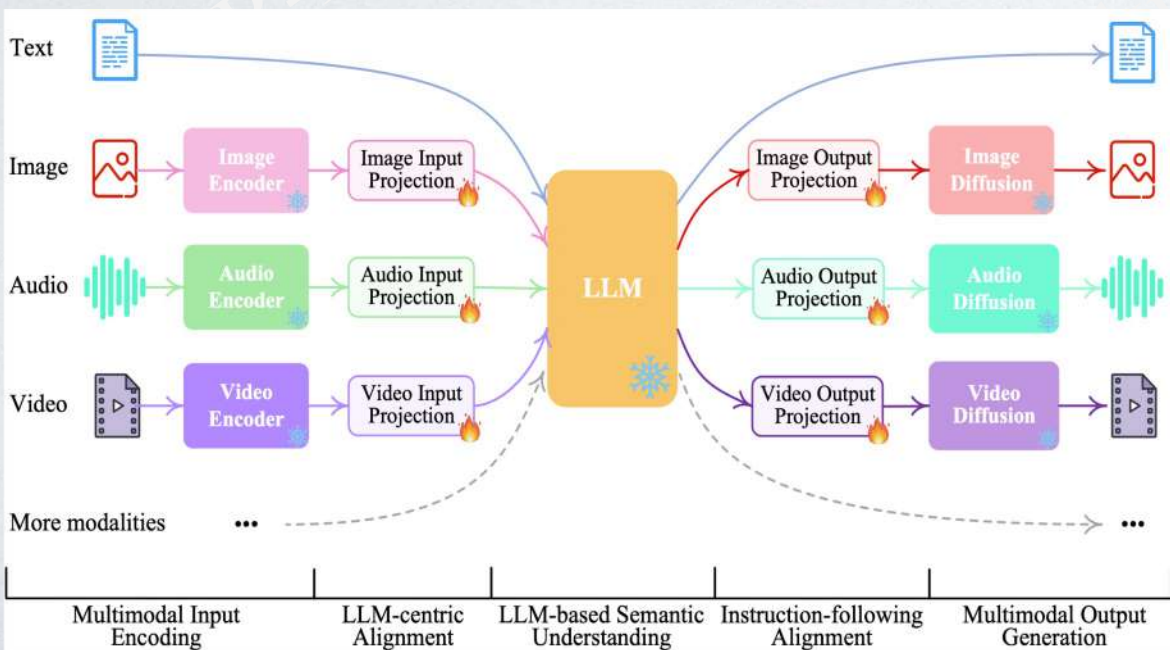 Text
Image
Image
Encoder
Image Input
Projection
Image Output
Projection
Image
Diffusion
Audio
Audio
Encoder
Audio Input
Projection
LLM
Audio Output
Projection
Audio
Diffusion
Video
Video
Encoder
Video Input
Projection
Video Output
Projection
Video
Diffusion
More modalities
•••
•••
Multimodal Input
Encoding
LLM-centric
Alignment
LLM-based Semantic
Understanding
Instruction-following
Alignment
Multimodal Output
Generation